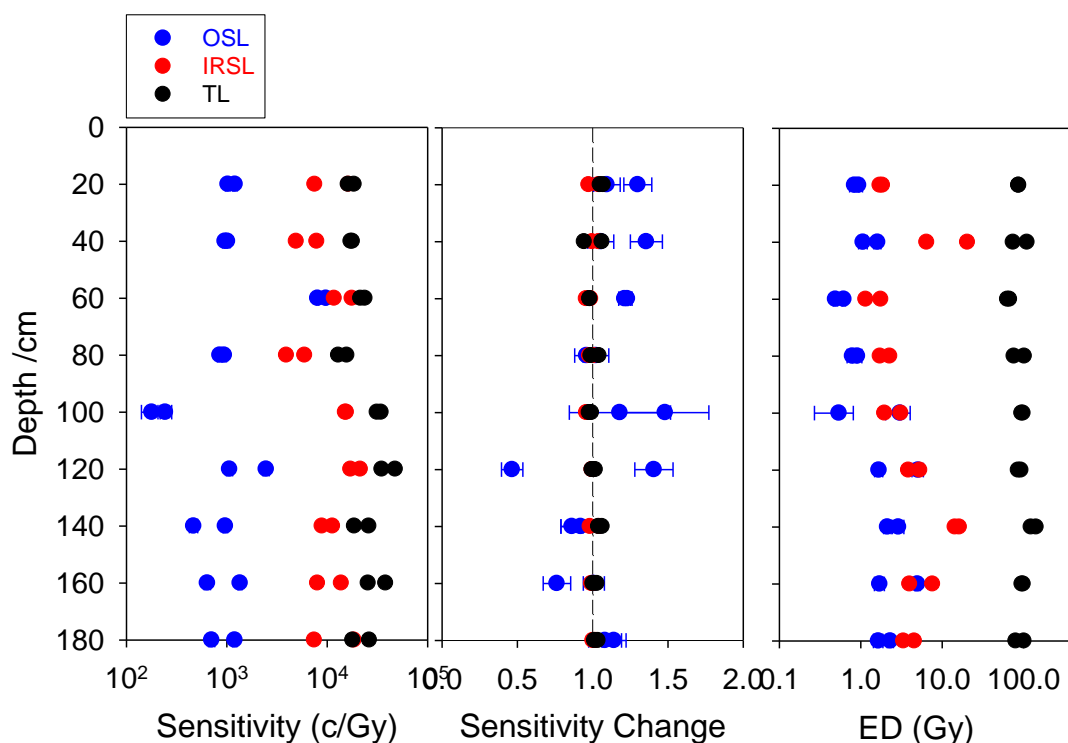 OSL
IRSL
TL
0
20
40
60
80
100
120
140
160
180
Depth /cm
10² 10³ 10⁴ 10⁵
0.0 0.5 1.0 1.5 2.0
0.1 1.0 10.0 100.0
Sensitivity (c/Gy) Sensitivity Change ED (Gy)